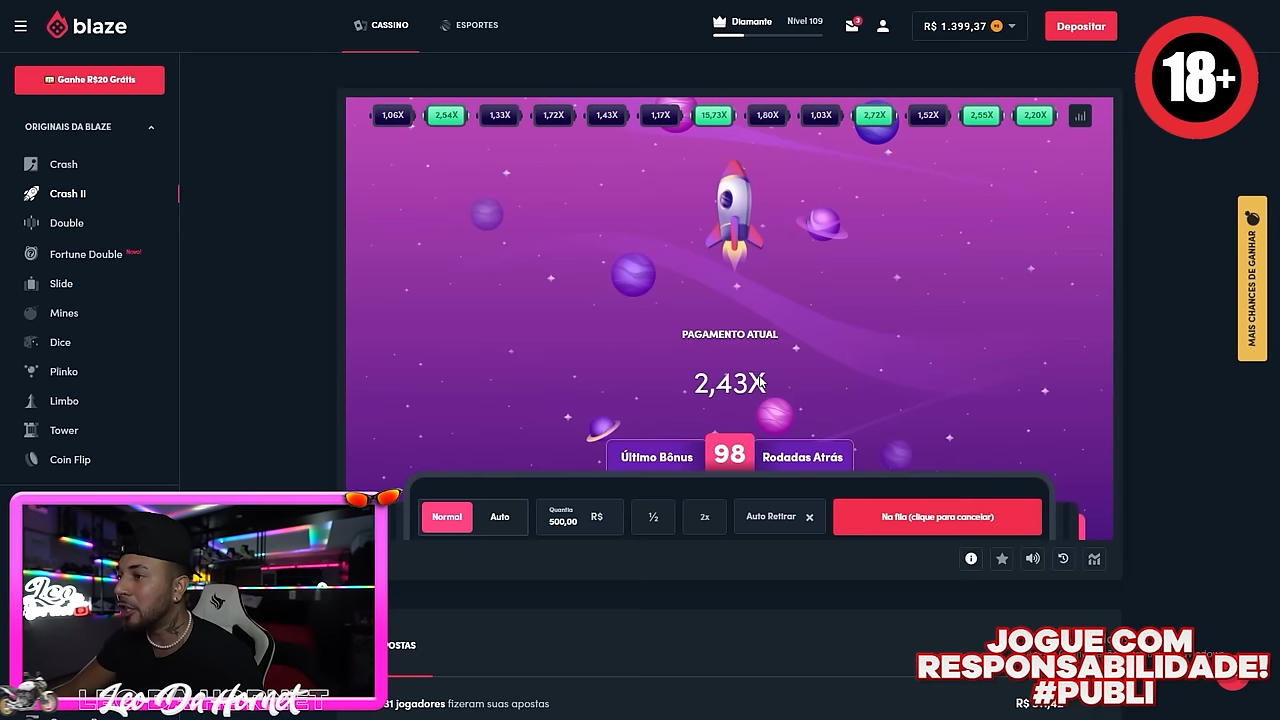 blaze
CASSINO
ESPORTES
Diamante
Nível 109
3
R$ 1.399,37
Depositar
18+
Ganhe R$20 Grátis
ORIGINAIS DA BLAZE
Crash
Crash II
Double
Fortune Double Novo!
Slide
Mines
Dice
Plinko
Limbo
Tower
Coin Flip
1,06X
2,54X
1,33X
1,72X
1,43X
1,17X
15,73X
1,80X
1,03X
2,72X
1,52X
2,55X
2,20X
PAGAMENTO ATUAL
2,43X
Último Bônus
98
Rodadas Atrás
Normal
Auto
Quantia
500,00
R$
½
2x
Auto Retirar
Na fila (clique para cancelar)
MAIS CHANCES DE GANHAR
Leo Da Hornet
jogadores fizeram suas apostas
JOGUE COM
RESPONSABILIDADE!
#PUBLI